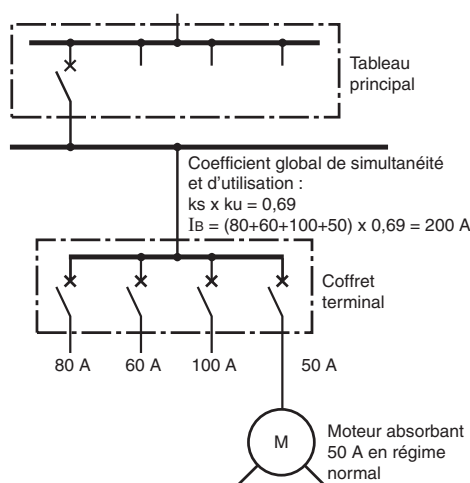 Tableau
principal
Coefficient global de simultanéité
et d'utilisation :
ks x ku = 0,69
IB = (80+60+100+50) x 0,69 = 200 A
Coffret
terminal
80 A 60 A 100 A 50 A
M
Moteur absorbant
50 A en régime
normal